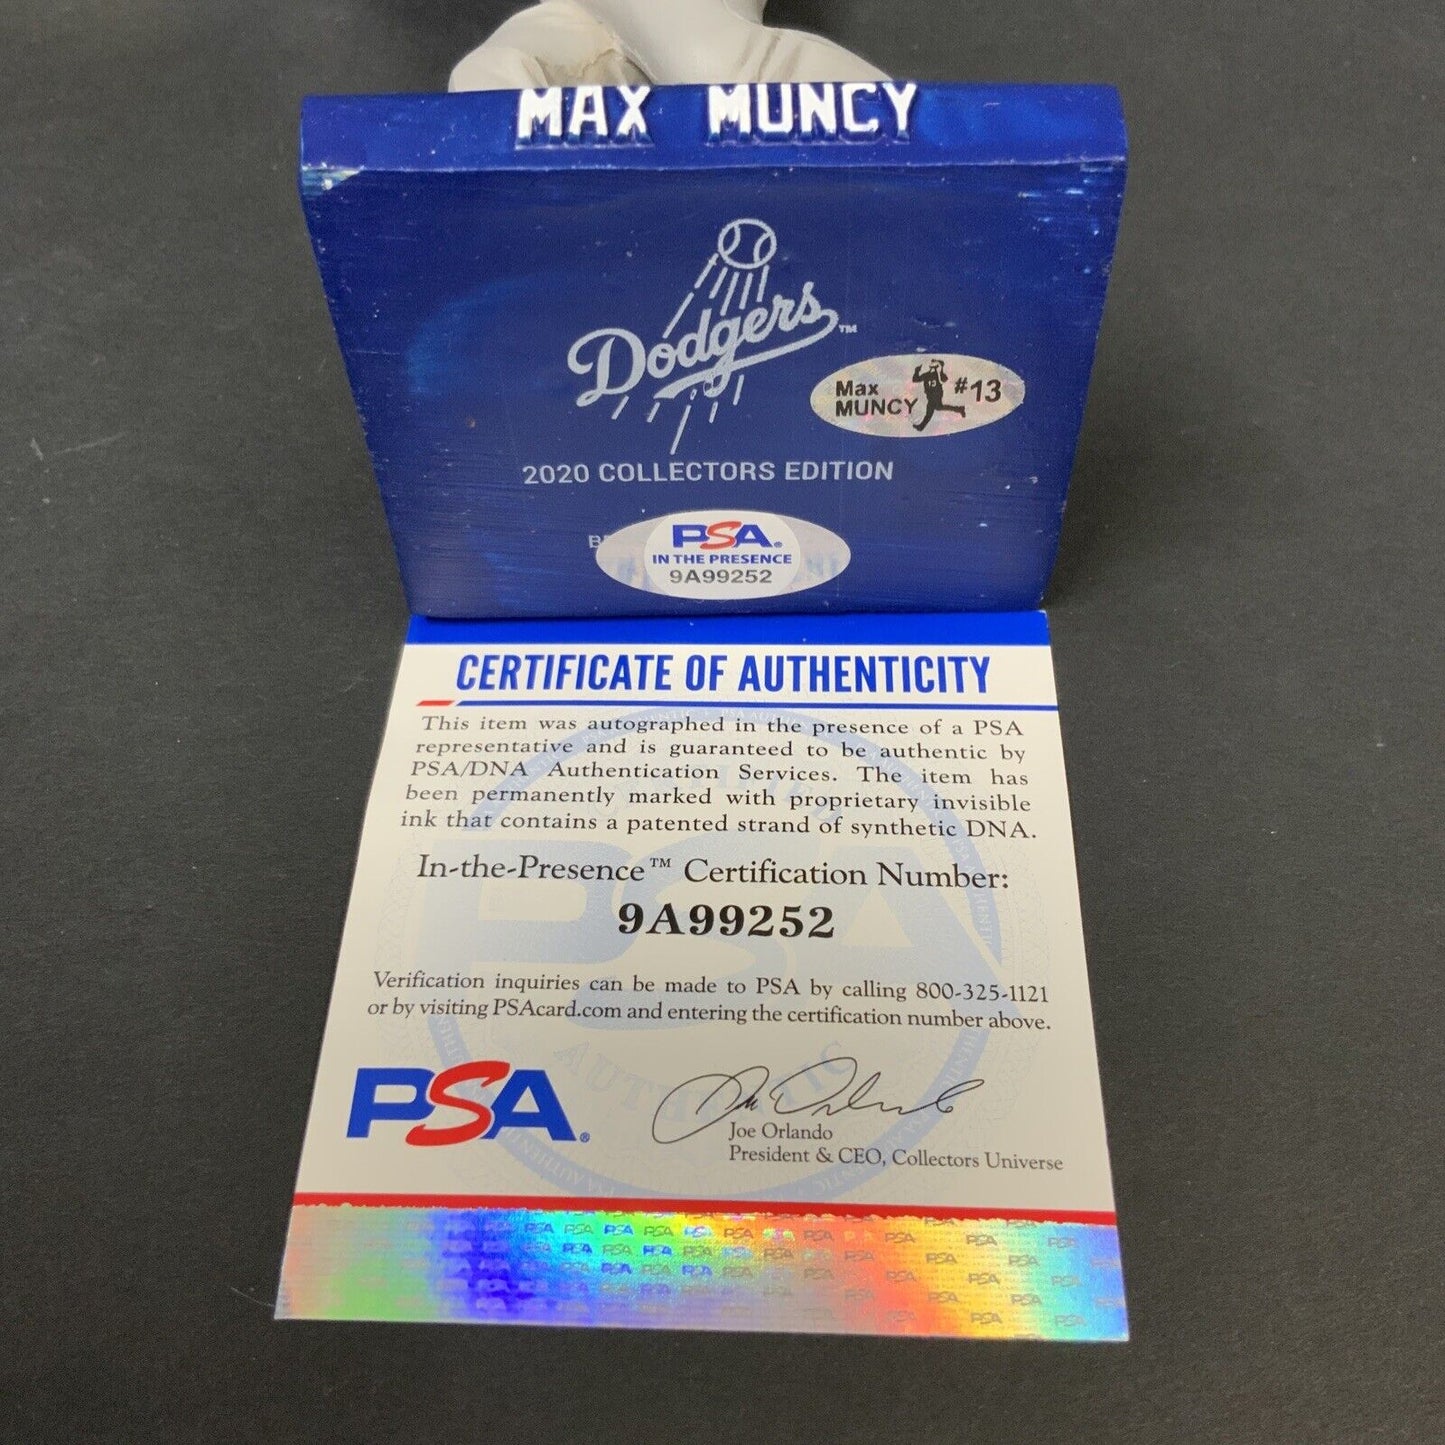 MAX MUNCY
Dodgers™
Max MUNCY #13
2020 COLLECTORS EDITION
PSA®
IN THE PRESENCE
9A99252
CERTIFICATE OF AUTHENTICITY
This item was autographed in the presence of a PSA
representative and is guaranteed to be authentic by
PSA/DNA Authentication Services. The item has
been permanently marked with proprietary invisible
ink that contains a patented strand of synthetic DNA.
In-the-Presence™ Certification Number:
9A99252
Verification inquiries can be made to PSA by calling 800-325-1121
or by visiting PSAcard.com and entering the certification number above.
PSA®
Joe Orlando
President & CEO, Collectors Universe